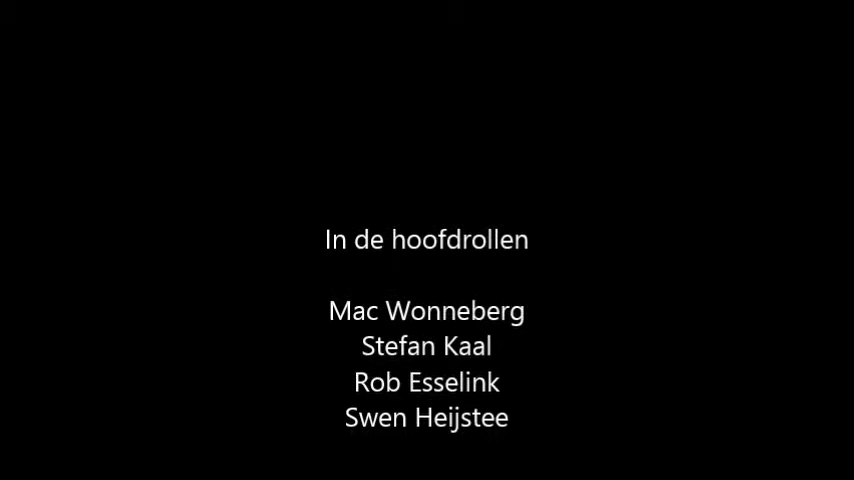 In de hoofdrollen
Mac Wonneberg
Stefan Kaal
Rob Esselink
Swen Heijstee